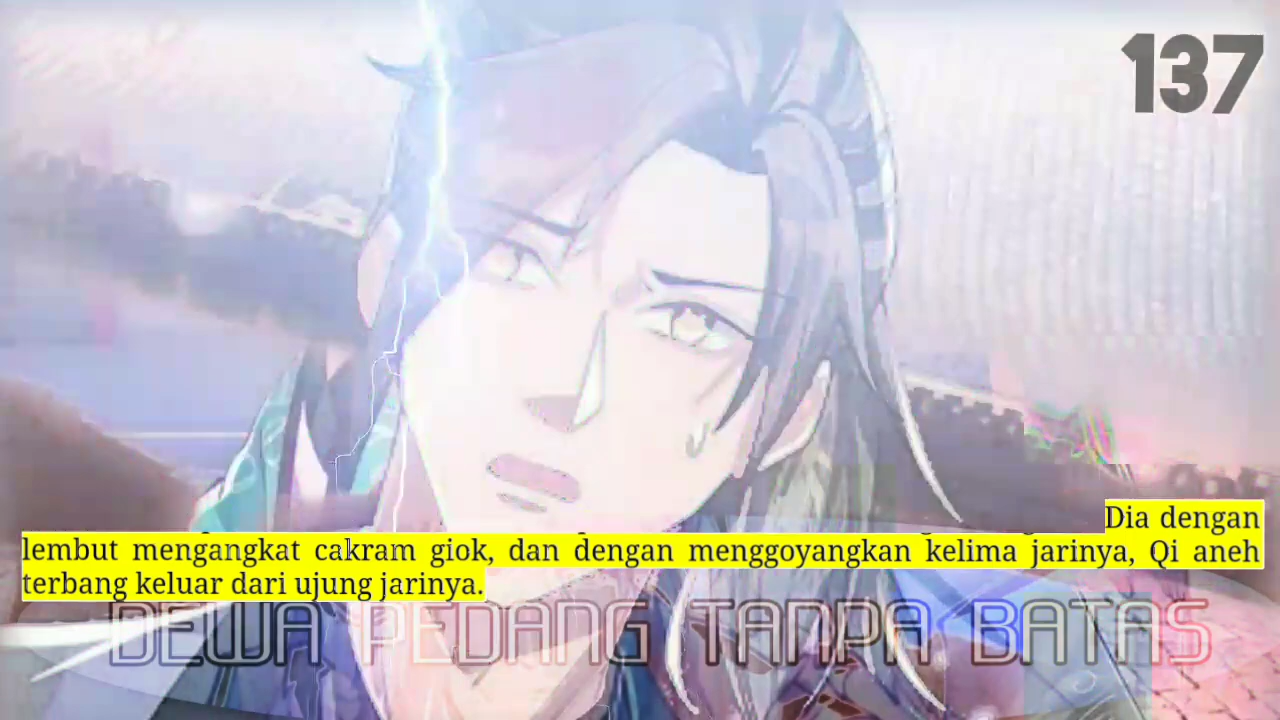 137
Dia dengan
lembut mengangkat cakram giok, dan dengan menggoyangkan kelima jarinya, Qi aneh
terbang keluar dari ujung jarinya.
DEWA PEDANG TANPA BATAS